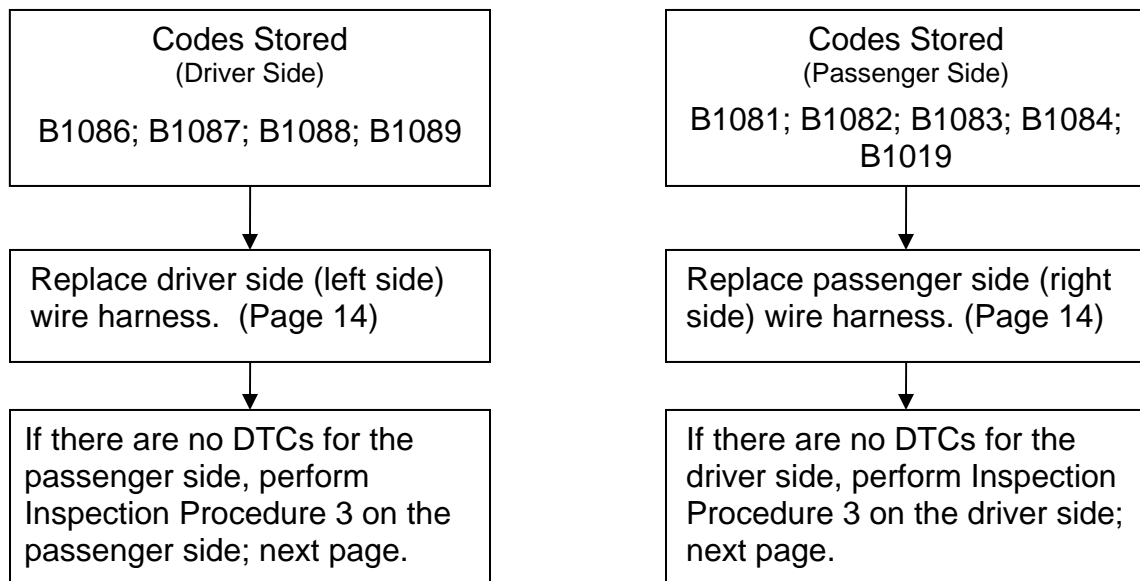 Codes Stored
(Driver Side)
B1086; B1087; B1088; B1089
Replace driver side (left side)
wire harness.  (Page 14)
If there are no DTCs for the
passenger side, perform
Inspection Procedure 3 on the
passenger side; next page.
Codes Stored
(Passenger Side)
B1081; B1082; B1083; B1084;
B1019
Replace passenger side (right
side) wire harness. (Page 14)
If there are no DTCs for the
driver side, perform Inspection
Procedure 3 on the driver side;
next page.